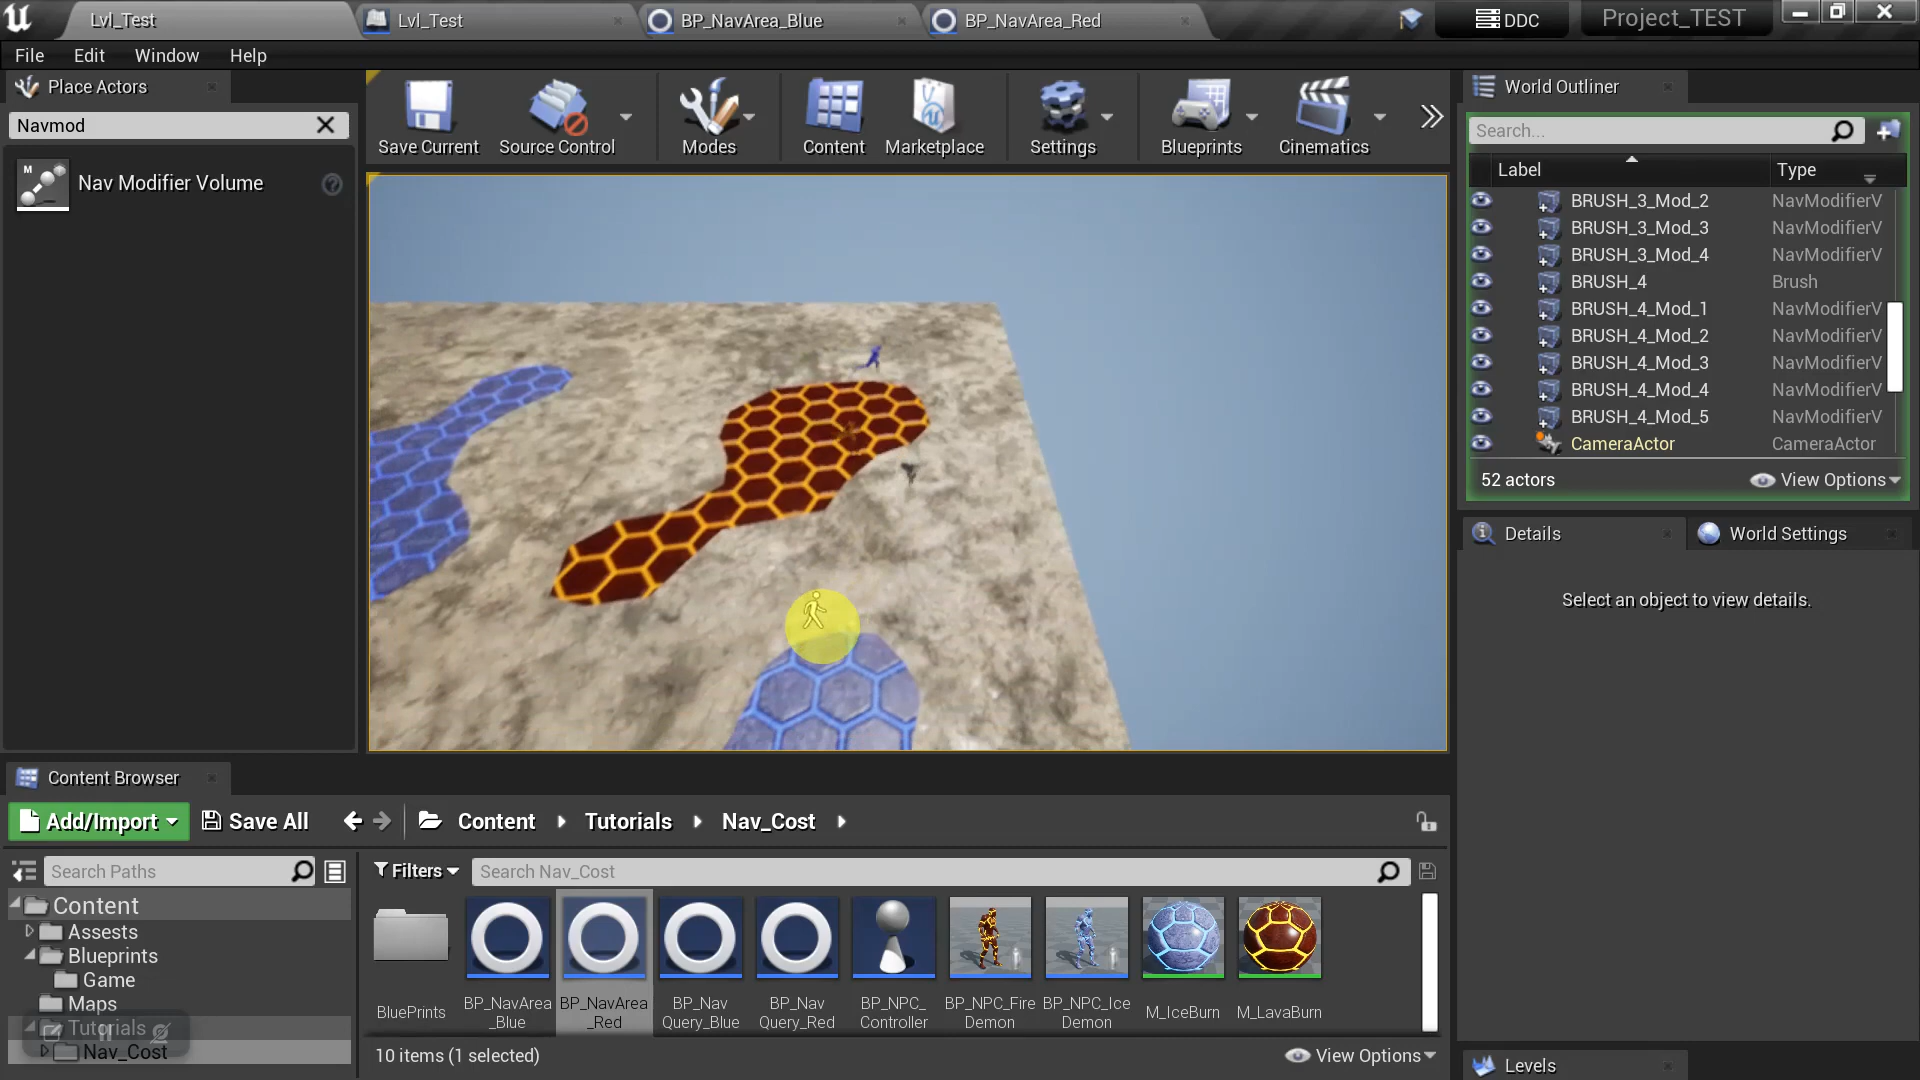 Lvl_Test
Lvl_Test
BP_NavArea_Blue
BP_NavArea_Red
DDC
Project_TEST
File
Edit
Window
Help
Place Actors
Navmod
M
Nav Modifier Volume
Save Current
Source Control
Modes
Content
Marketplace
Settings
Blueprints
Cinematics
World Outliner
Search...
Label
Type
BRUSH_3_Mod_2 NavModifierV
BRUSH_3_Mod_3 NavModifierV
BRUSH_3_Mod_4 NavModifierV
BRUSH_4 Brush
BRUSH_4_Mod_1 NavModifierV
BRUSH_4_Mod_2 NavModifierV
BRUSH_4_Mod_3 NavModifierV
BRUSH_4_Mod_4 NavModifierV
BRUSH_4_Mod_5 NavModifierV
CameraActor CameraActor
52 actors
View Options
Details
World Settings
Select an object to view details.
Levels
Content Browser
Add/Import
Save All
Content
Tutorials
Nav_Cost
Search Paths
Filters
Search Nav_Cost
Content
Assests
Blueprints
Game
Maps
Tutorials
Nav_Cost
BluePrints
BP_NavArea
_Blue
BP_NavArea
_Red
BP_Nav
Query_Blue
BP_Nav
Query_Red
BP_NPC_
Controller
BP_NPC_Fire
Demon
BP_NPC_Ice
Demon
M_IceBurn
M_LavaBurn
10 items (1 selected)
View Options